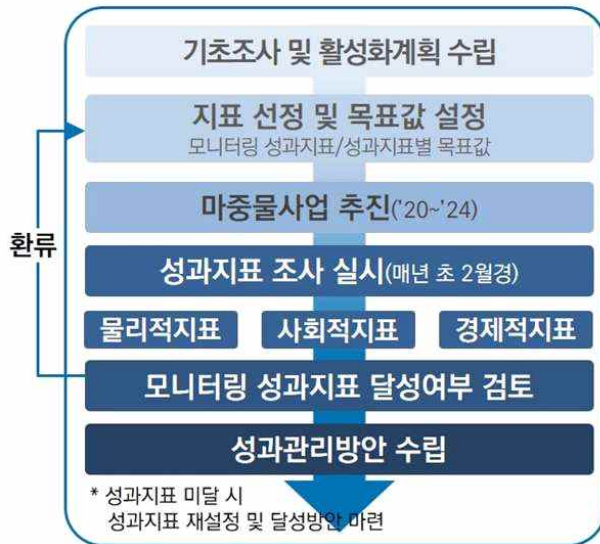 기초조사 및 활성화계획 수립
지표 선정 및 목표값 설정
모니터링 성과지표/성과지표별 목표값
마중물사업 추진('20~'24)
환류
성과지표 조사 실시(매년 초 2월경)
물리적지표 사회적지표 경제적지표
모니터링 성과지표 달성여부 검토
성과관리방안 수립
* 성과지표 미달 시
성과지표 재설정 및 달성방안 마련